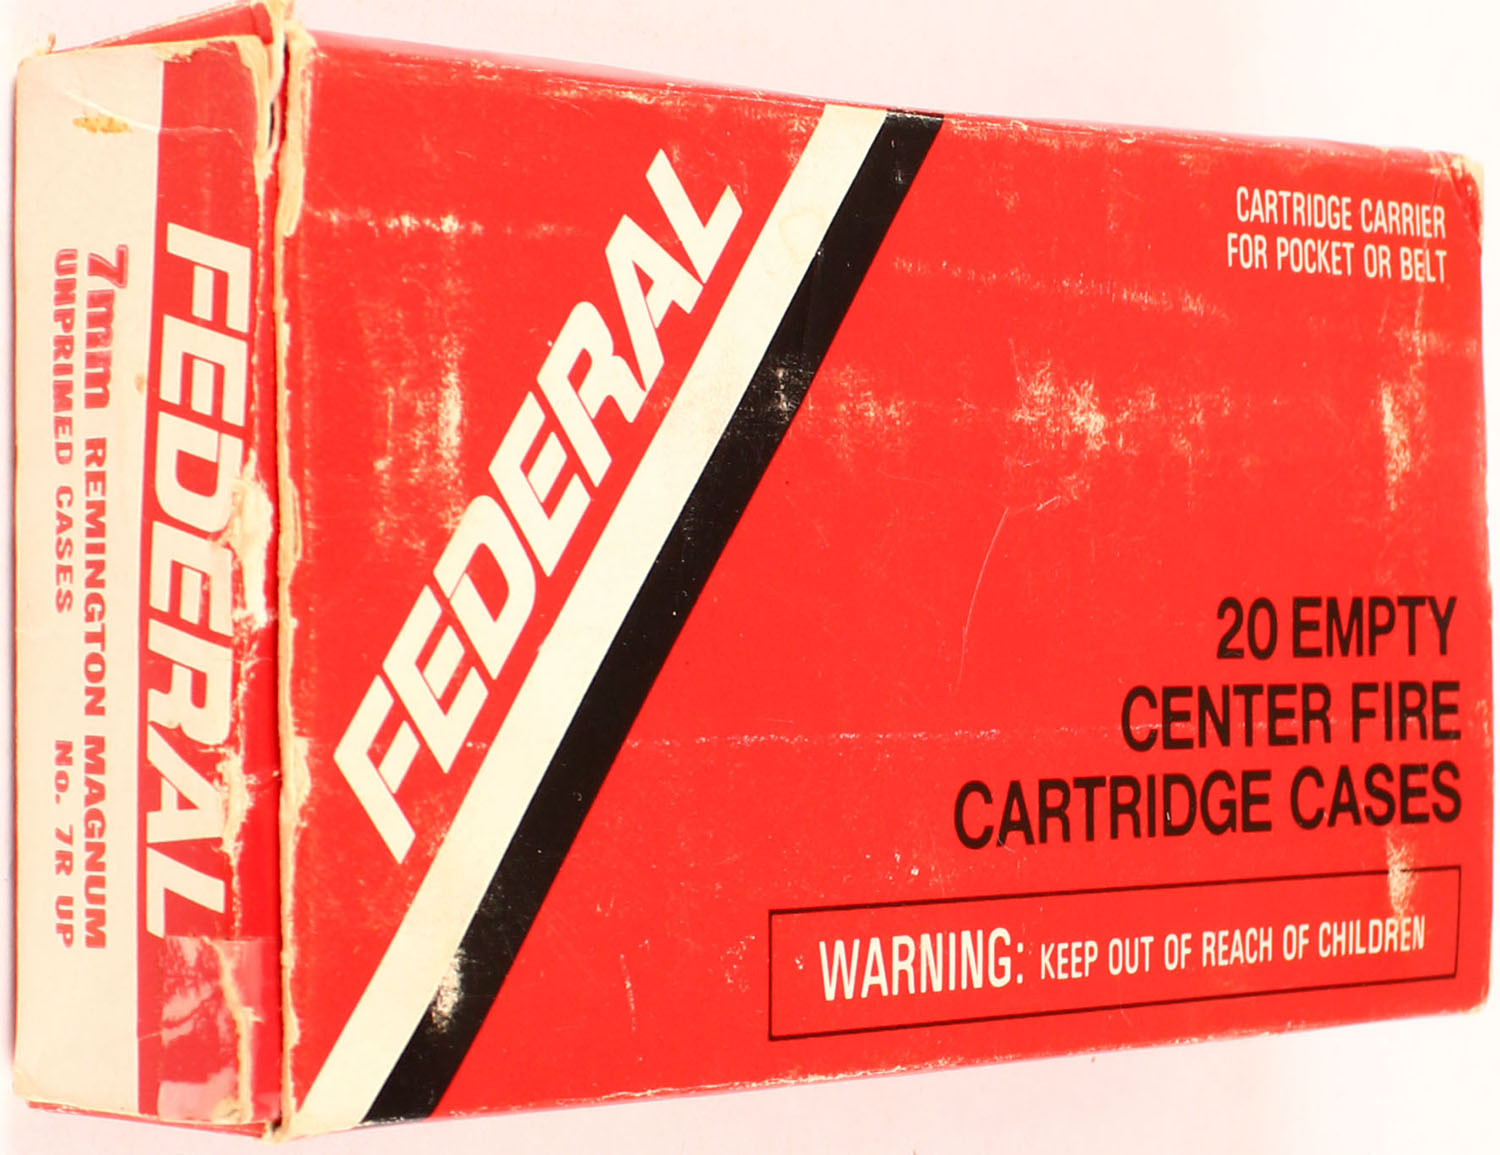 FEDERAL
CARTRIDGE CARRIER
FOR POCKET OR BELT
20 EMPTY
CENTER FIRE
CARTRIDGE CASES
WARNING: KEEP OUT OF REACH OF CHILDREN
FEDERAL
7mm REMINGTON MAGNUM
UNPRIMED CASES No. 7R UP